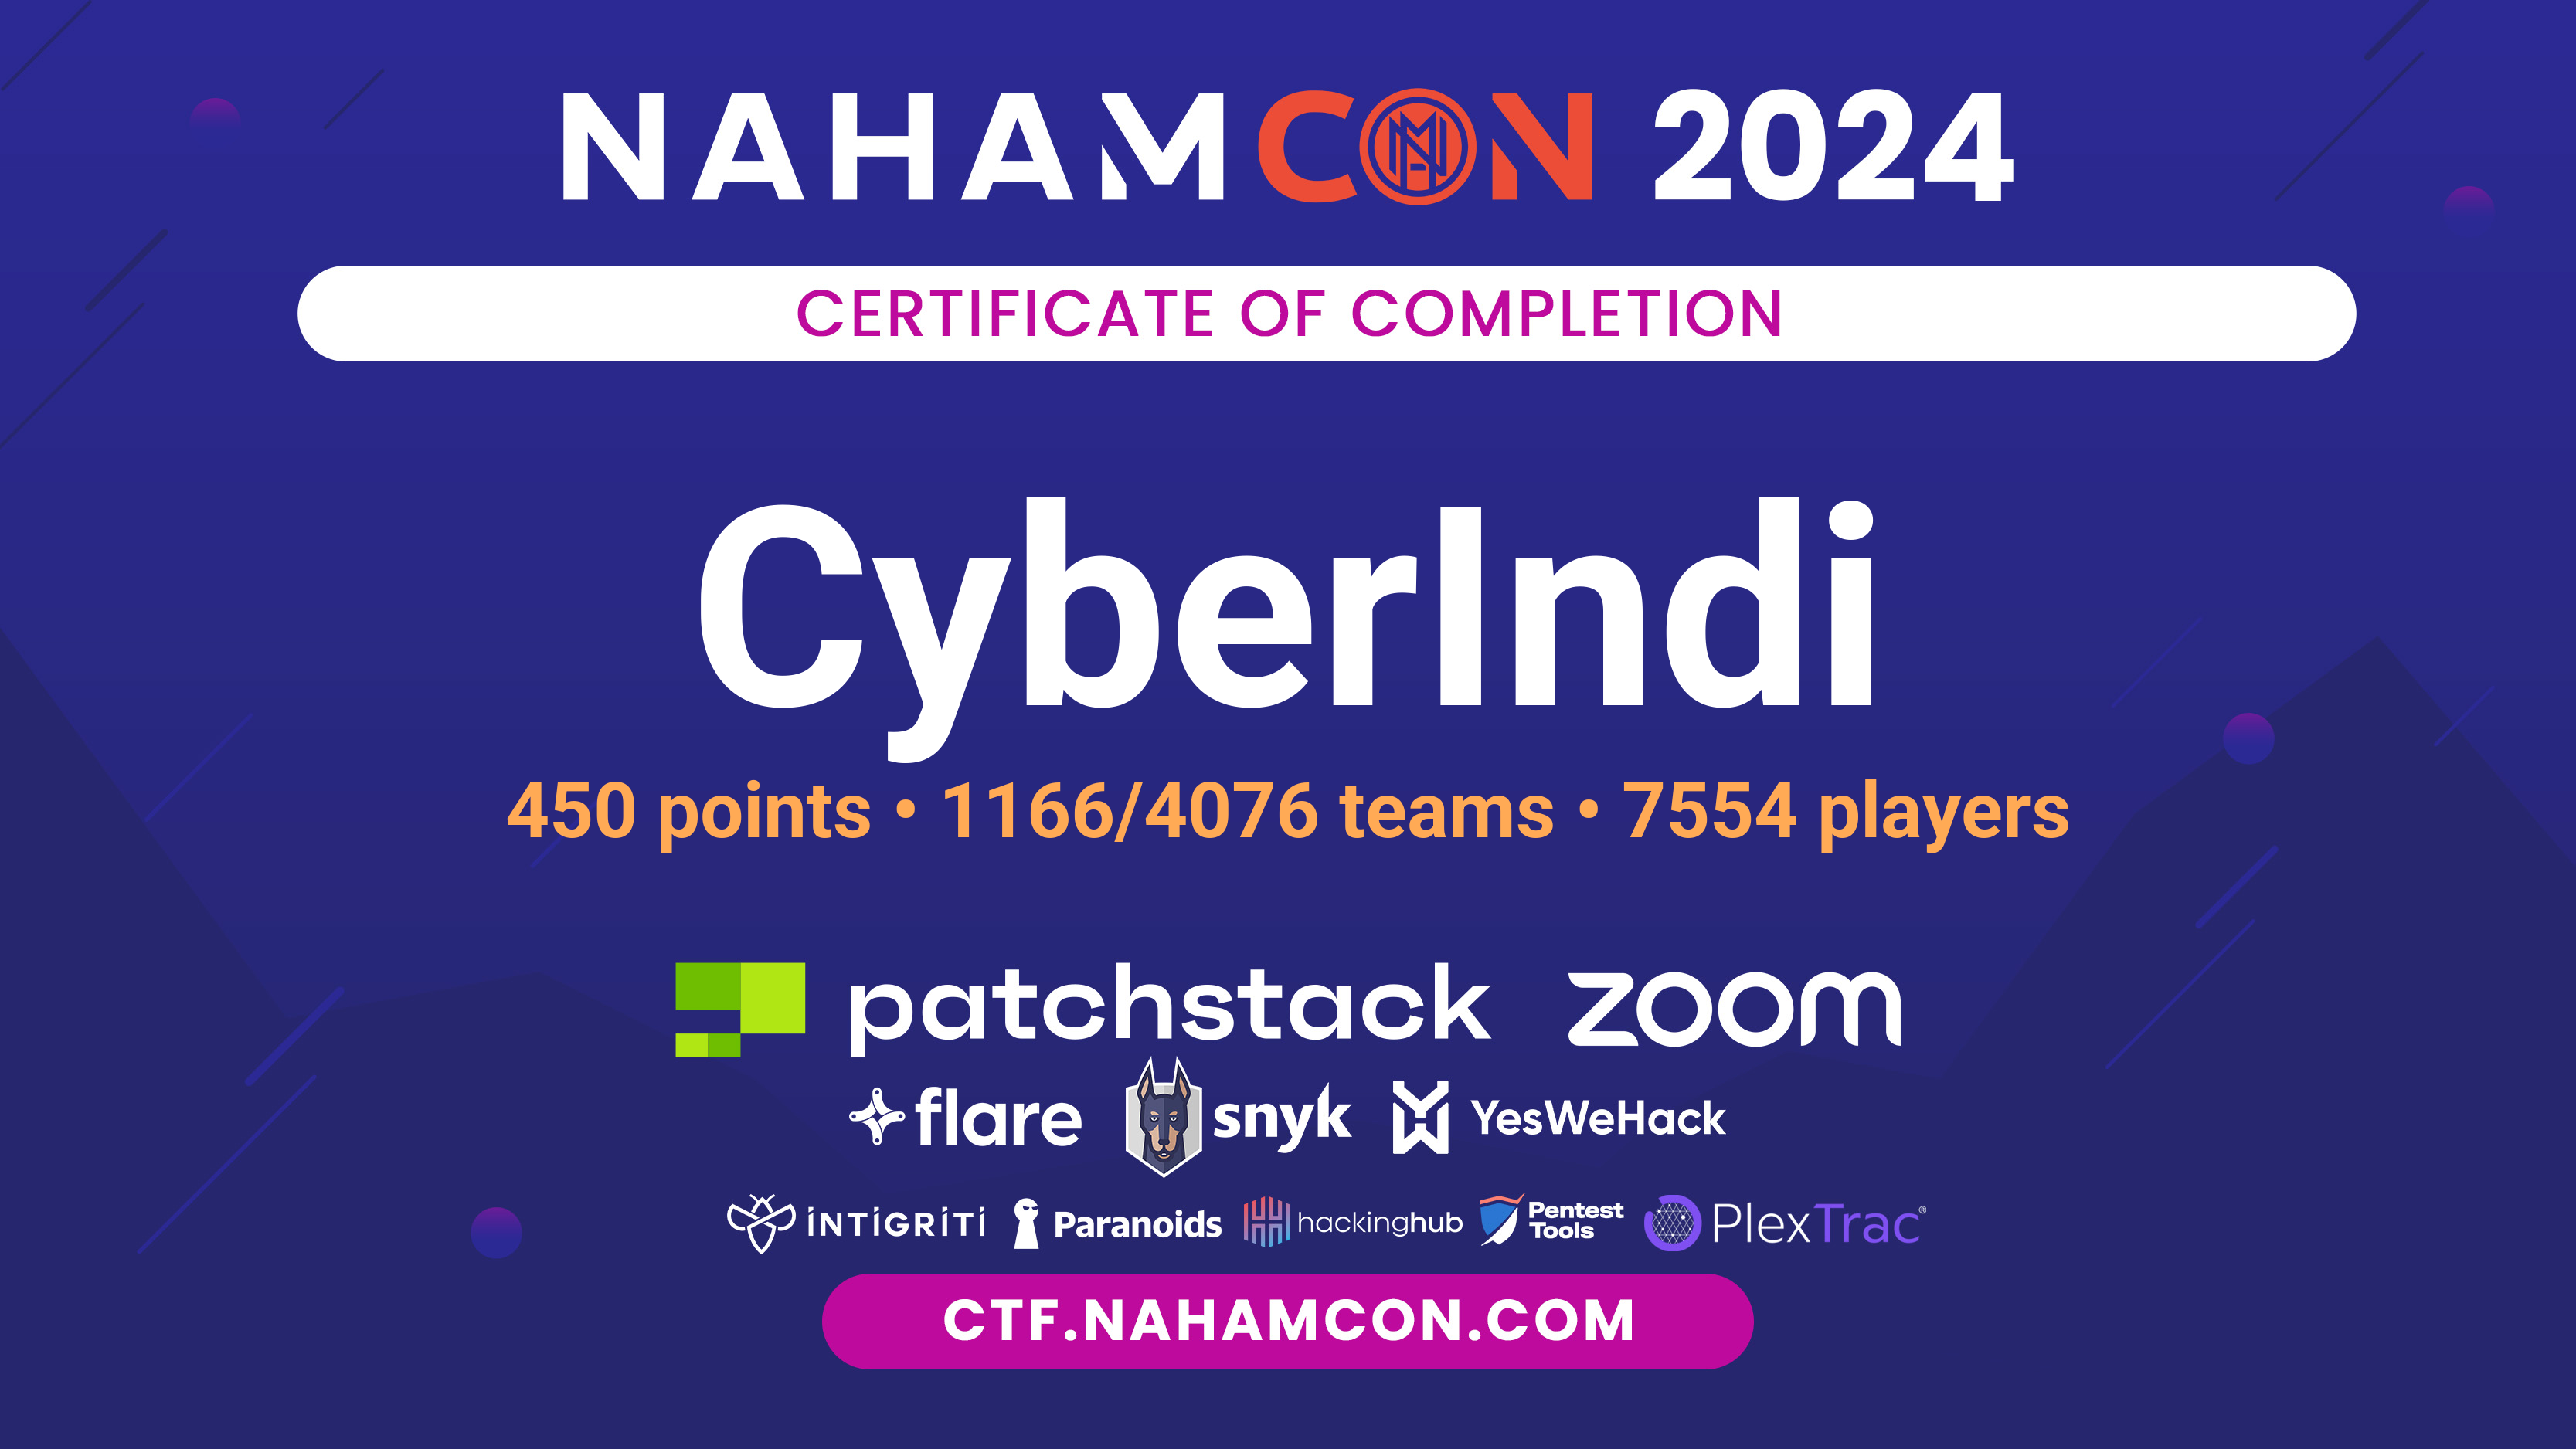 NAHAMCON 2024
CERTIFICATE OF COMPLETION
CyberIndi
450 points • 1166/4076 teams • 7554 players
patchstack zoom
flare snyk YesWeHack
INTIGRITI Paranoids hackinghub Pentest Tools PlexTrac®
CTF.NAHAMCON.COM